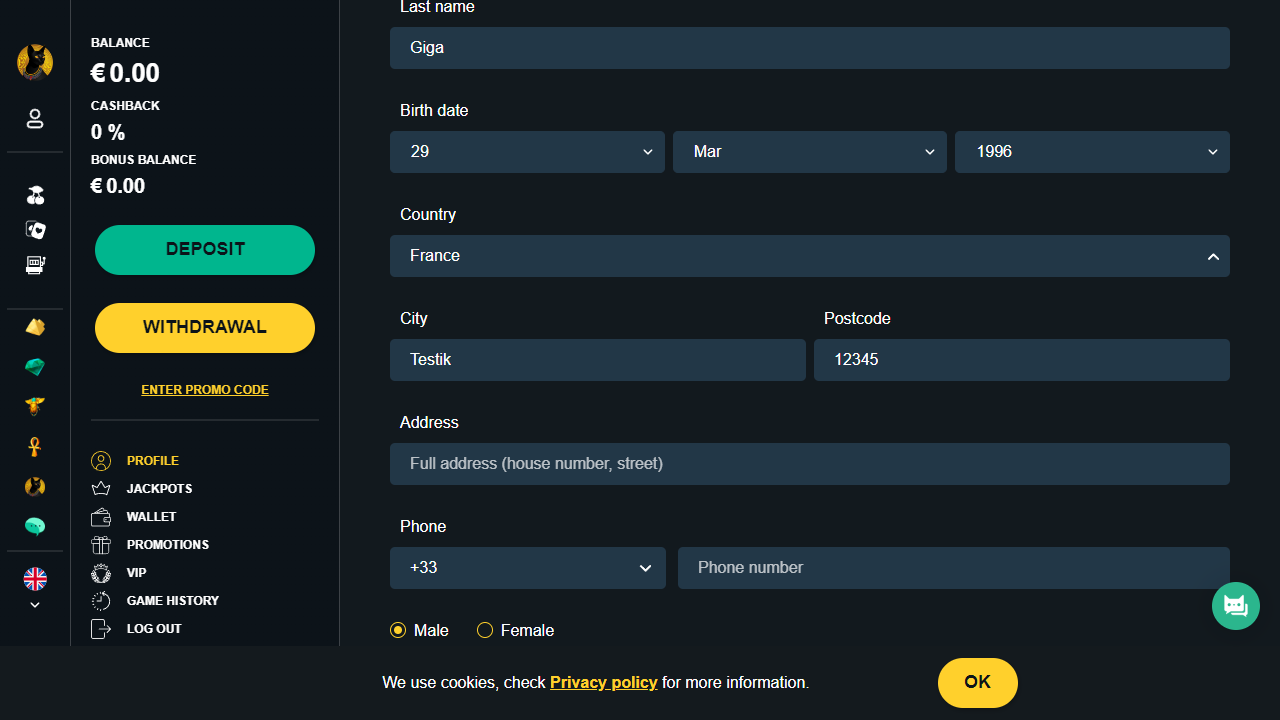 BALANCE
€ 0.00
CASHBACK
0 %
BONUS BALANCE
€ 0.00
DEPOSIT
WITHDRAWAL
ENTER PROMO CODE
PROFILE
JACKPOTS
WALLET
PROMOTIONS
VIP
GAME HISTORY
LOG OUT
Last name
Giga
Birth date
29 Mar 1996
Country
France
City Postcode
Testik 12345
Address
Full address (house number, street)
Phone
+33 Phone number
Male Female
We use cookies, check Privacy policy for more information. OK